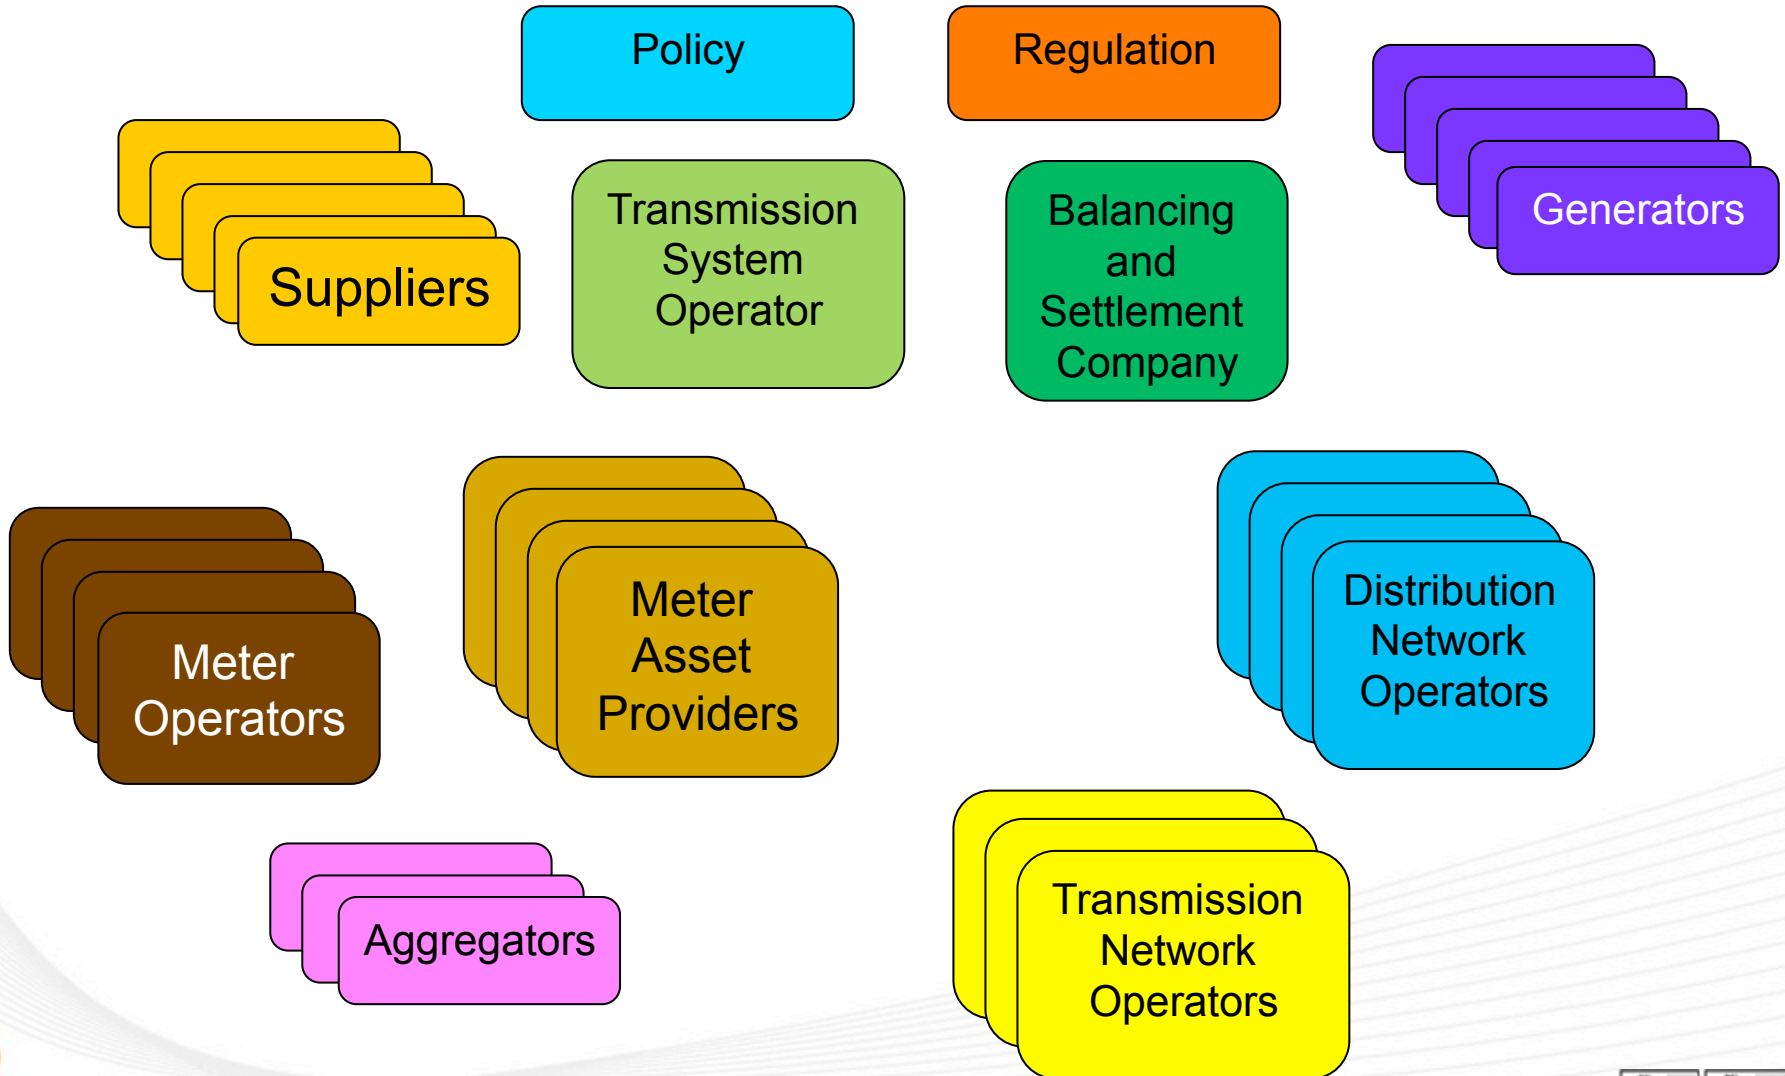 Policy
Regulation
Suppliers
Transmission
System
Operator
Balancing
and
Settlement
Company
Generators
Meter
Operators
Meter
Asset
Providers
Distribution
Network
Operators
Aggregators
Transmission
Network
Operators